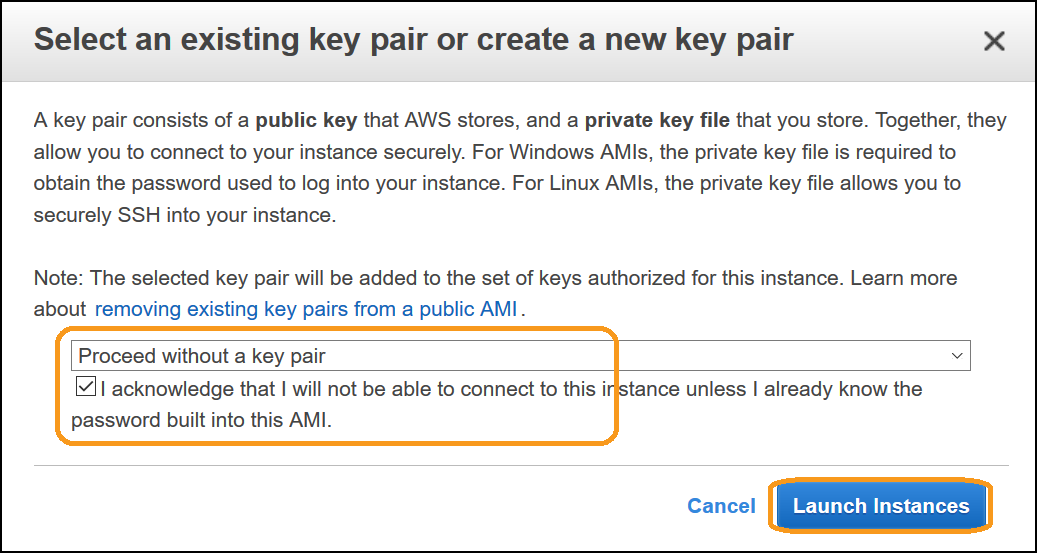 Select an existing key pair or create a new key pair
A key pair consists of a public key that AWS stores, and a private key file that you store. Together, they
allow you to connect to your instance securely. For Windows AMIs, the private key file is required to
obtain the password used to log into your instance. For Linux AMIs, the private key file allows you to
securely SSH into your instance.
Note: The selected key pair will be added to the set of keys authorized for this instance. Learn more
about removing existing key pairs from a public AMI.
Proceed without a key pair
I acknowledge that I will not be able to connect to this instance unless I already know the
password built into this AMI.
Cancel Launch Instances